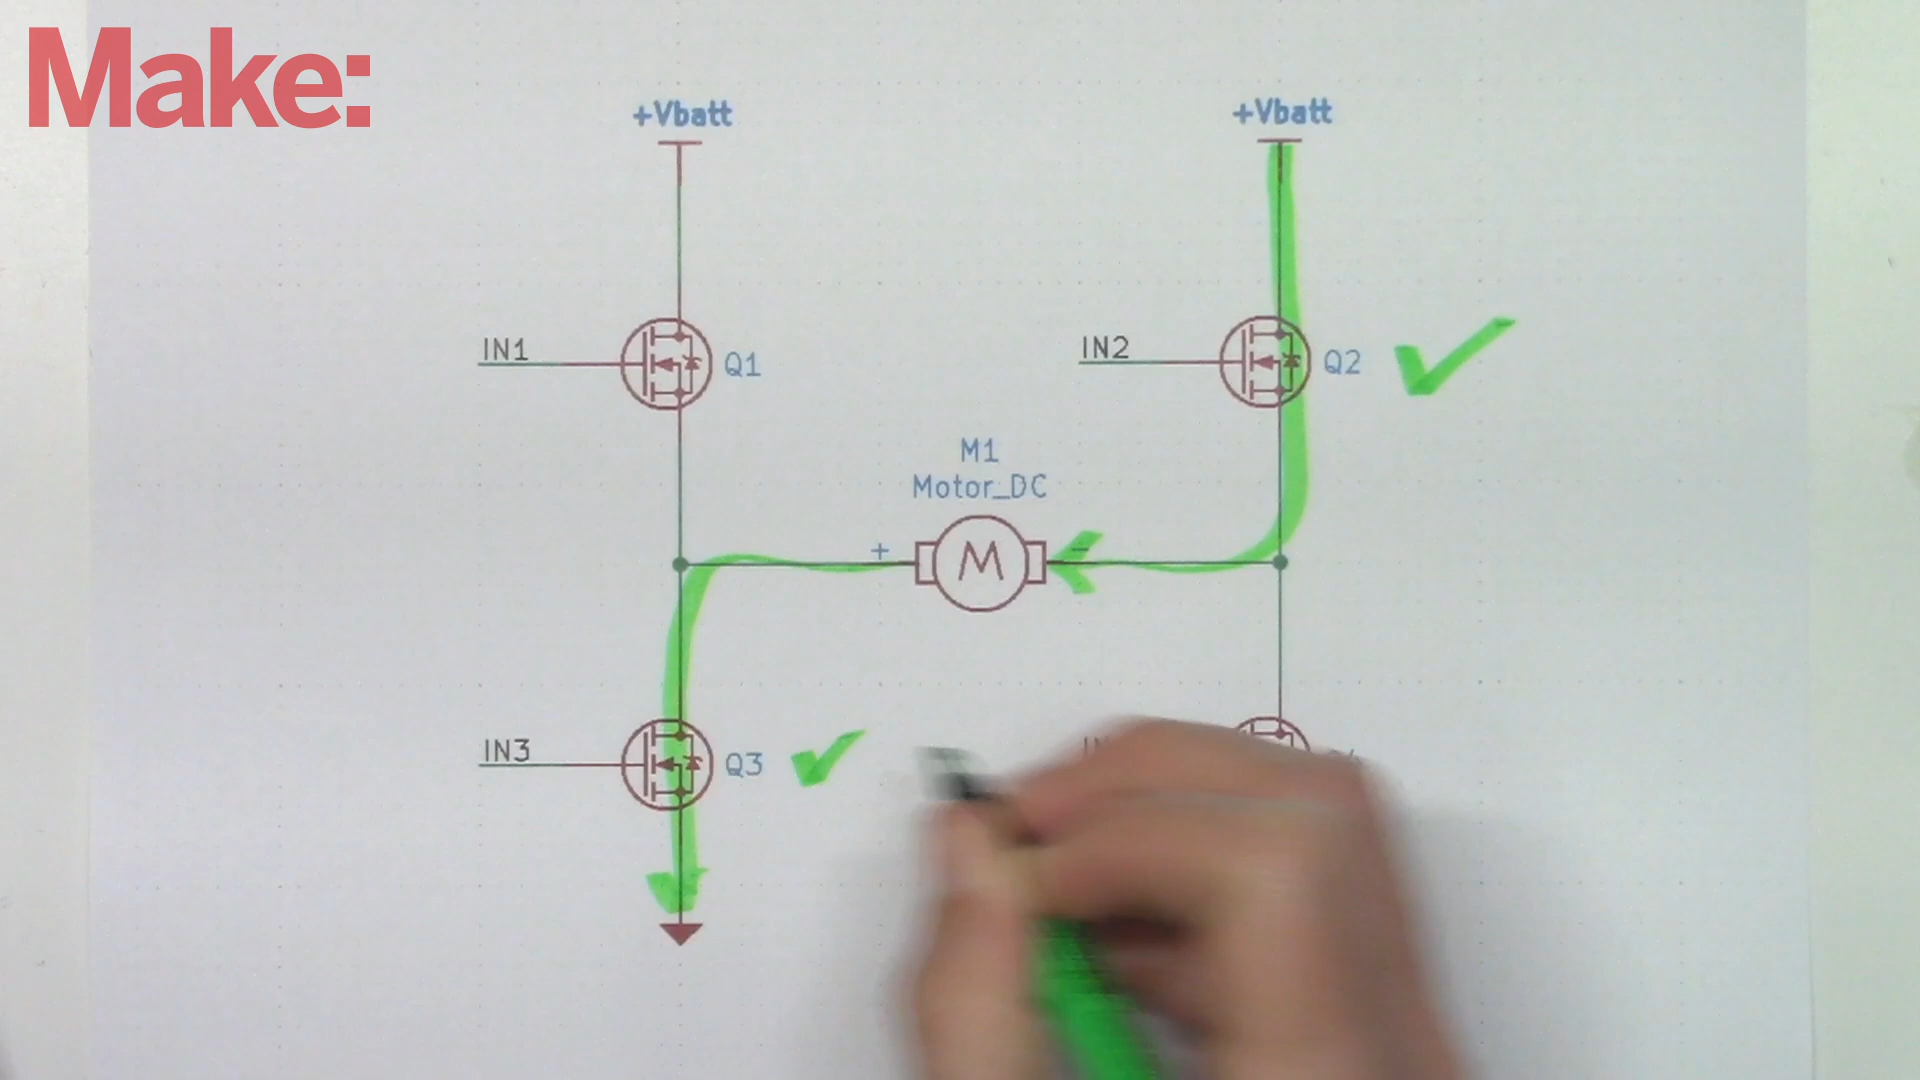 Make:
+Vbatt
+Vbatt
IN1
Q1
IN2
Q2
M1
Motor_DC
+
-
M
IN3
Q3